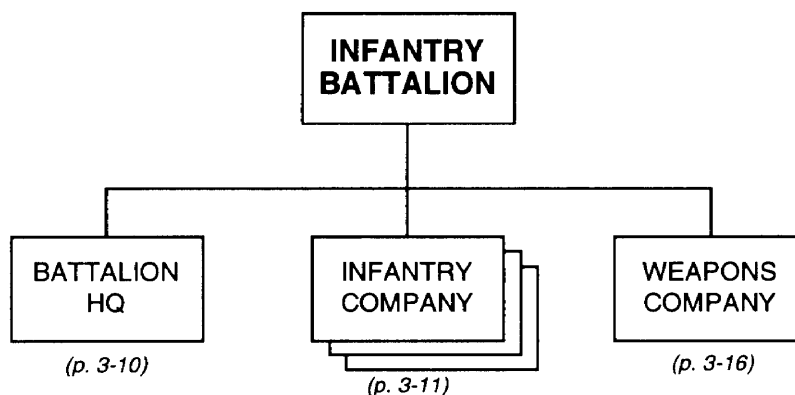 INFANTRY
BATTALION
BATTALION
HQ
(p. 3-10)
INFANTRY
COMPANY
(p. 3-11)
WEAPONS
COMPANY
(p. 3-16)